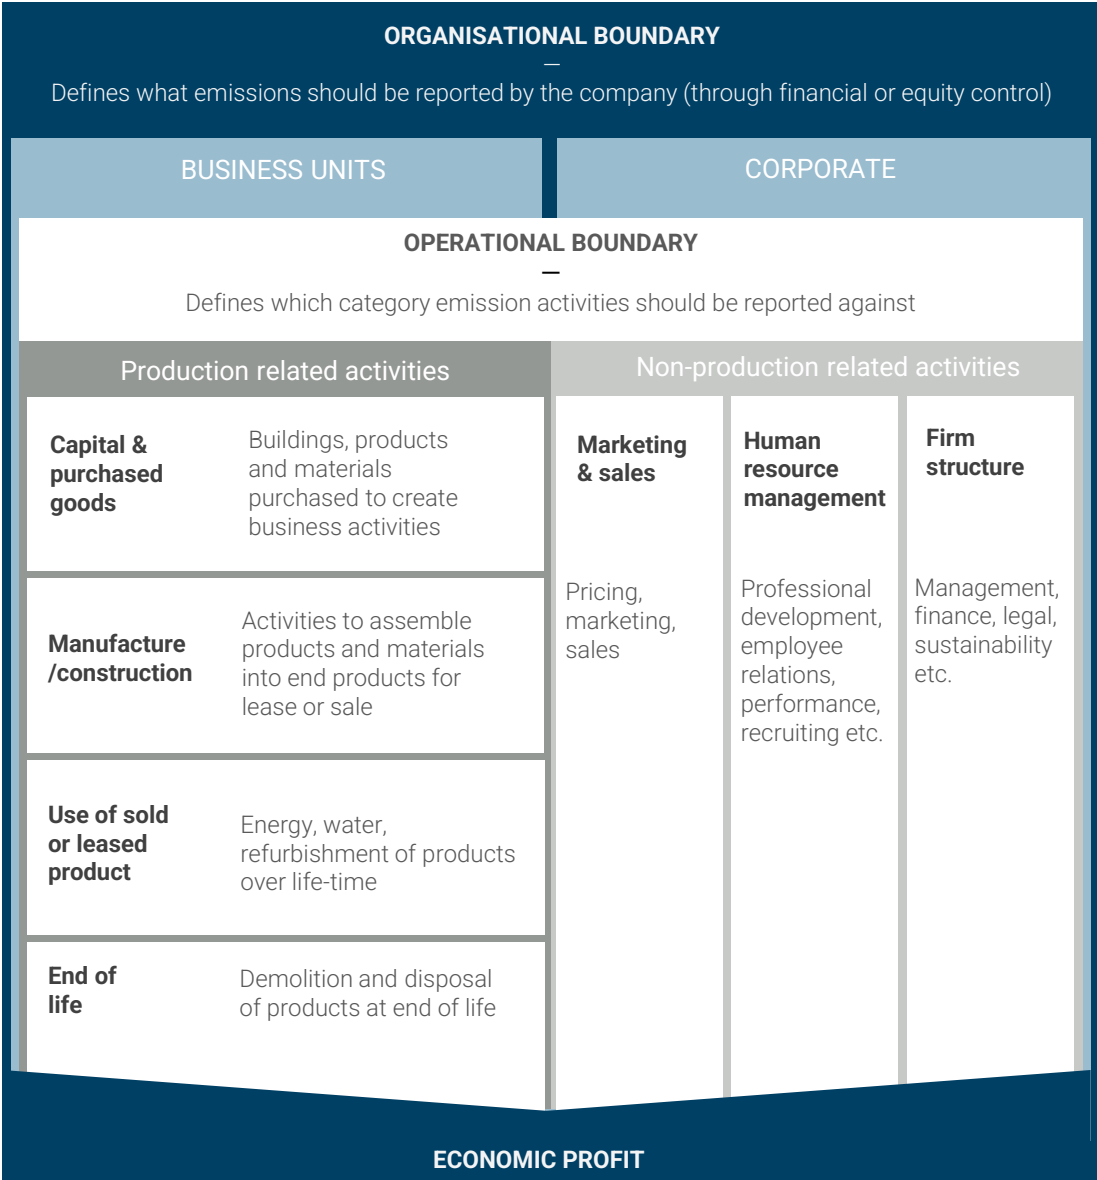 ORGANISATIONAL BOUNDARY
—
Defines what emissions should be reported by the company (through financial or equity control)
BUSINESS UNITS
CORPORATE
OPERATIONAL BOUNDARY
—
Defines which category emission activities should be reported against
Production related activities
Non-production related activities
Capital &
purchased
goods
Buildings, products
and materials
purchased to create
business activities
Manufacture
/construction
Activities to assemble
products and materials
into end products for
lease or sale
Use of sold
or leased
product
Energy, water,
refurbishment of products
over life-time
End of
life
Demolition and disposal
of products at end of life
Marketing
& sales
Pricing,
marketing,
sales
Human
resource
management
Professional
development,
employee
relations,
performance,
recruiting etc.
Firm
structure
Management,
finance, legal,
sustainability
etc.
ECONOMIC PROFIT